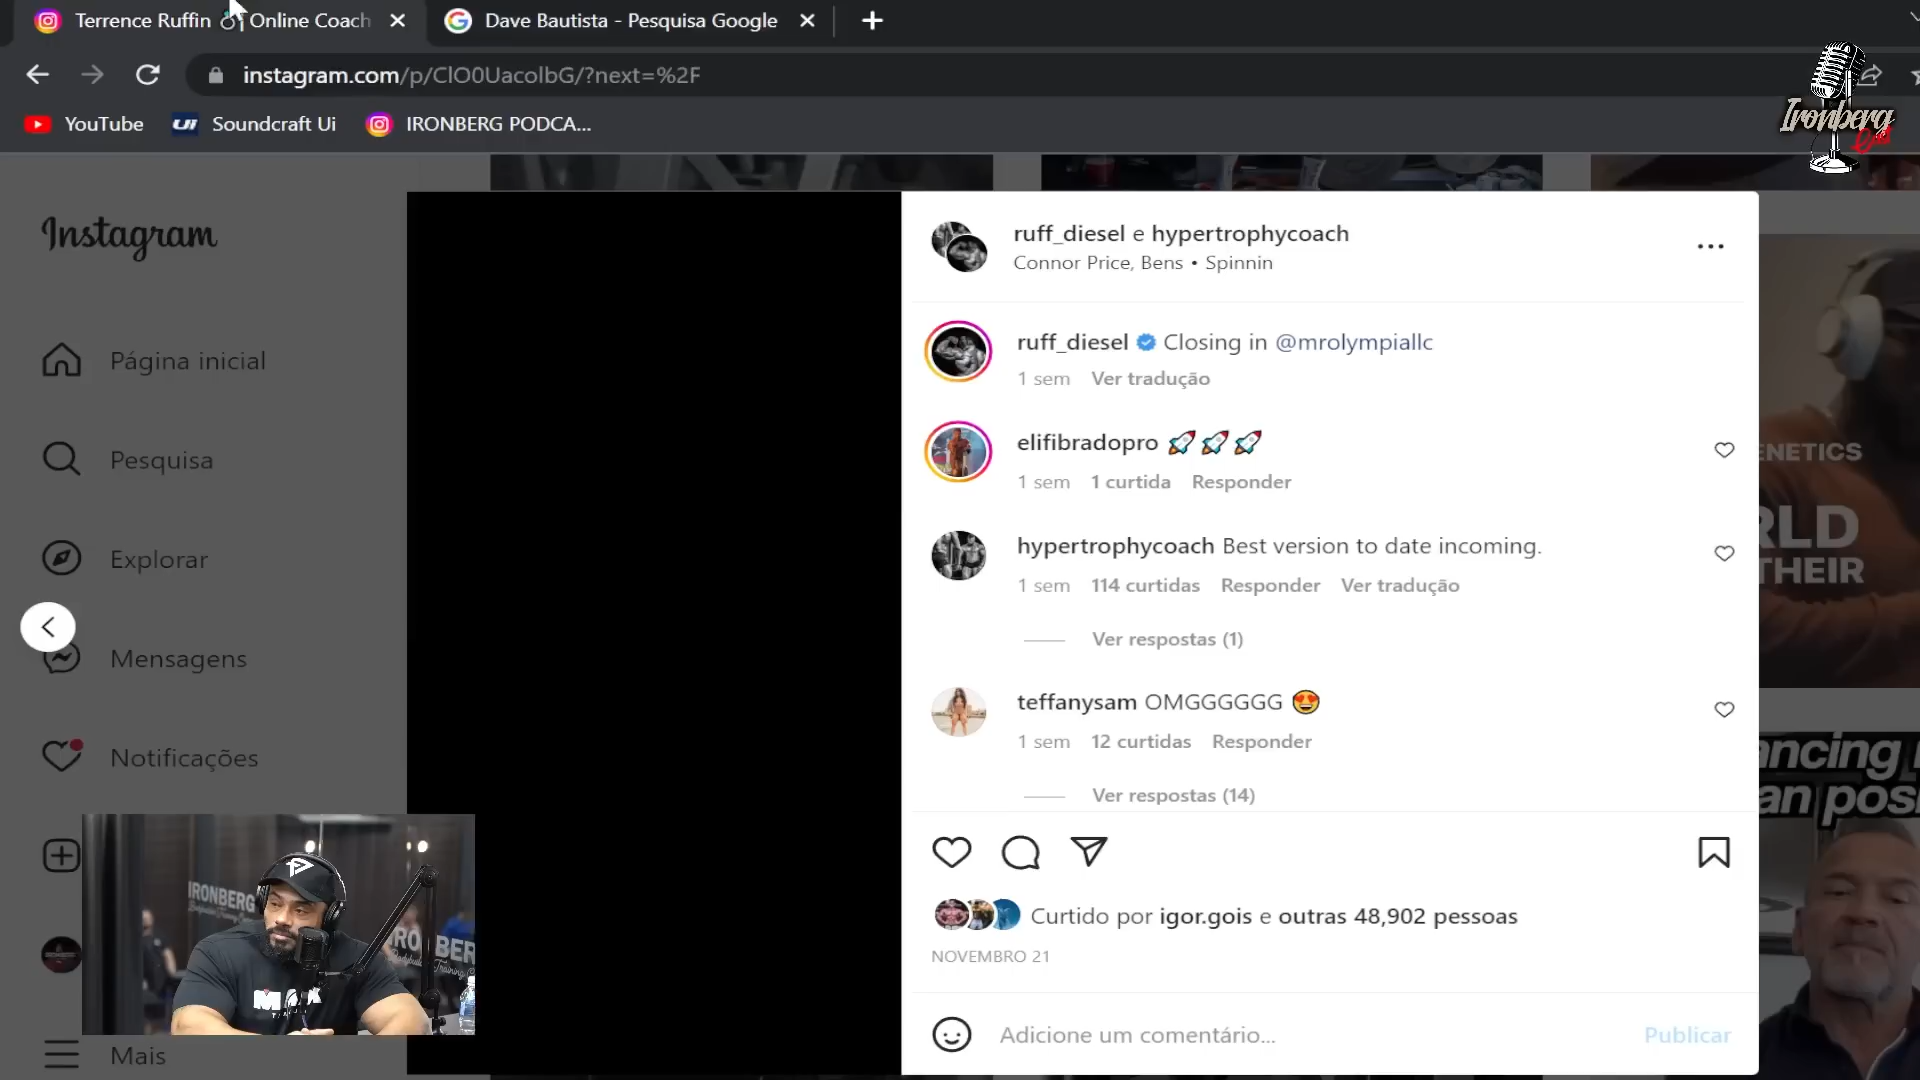 Terrence Ruffin
Online Coach
Dave Bautista - Pesquisa Google
instagram.com/p/ClO0UacolbG/?next=%2F
YouTube
Soundcraft Ui
IRONBERG PODCA...
Ironberg
Cast
Instagram
Página inicial
Pesquisa
Explorar
Mensagens
Notificações
Mais
ruff_diesel e hypertrophycoach
Connor Price, Bens • Spinnin
ruff_diesel Closing in @mrolympiallc
1 sem Ver tradução
elifibradopro 🚀🚀🚀
1 sem 1 curtida Responder
hypertrophycoach Best version to date incoming.
1 sem 114 curtidas Responder Ver tradução
Ver respostas (1)
teffanysam OMGGGGGG 😍
1 sem 12 curtidas Responder
Ver respostas (14)
Curtido por igor.gois e outras 48,902 pessoas
NOVEMBRO 21
Adicione um comentário...
Publicar
ENETICS
RLD
THEIR
ancing
an pos
IRONBERG